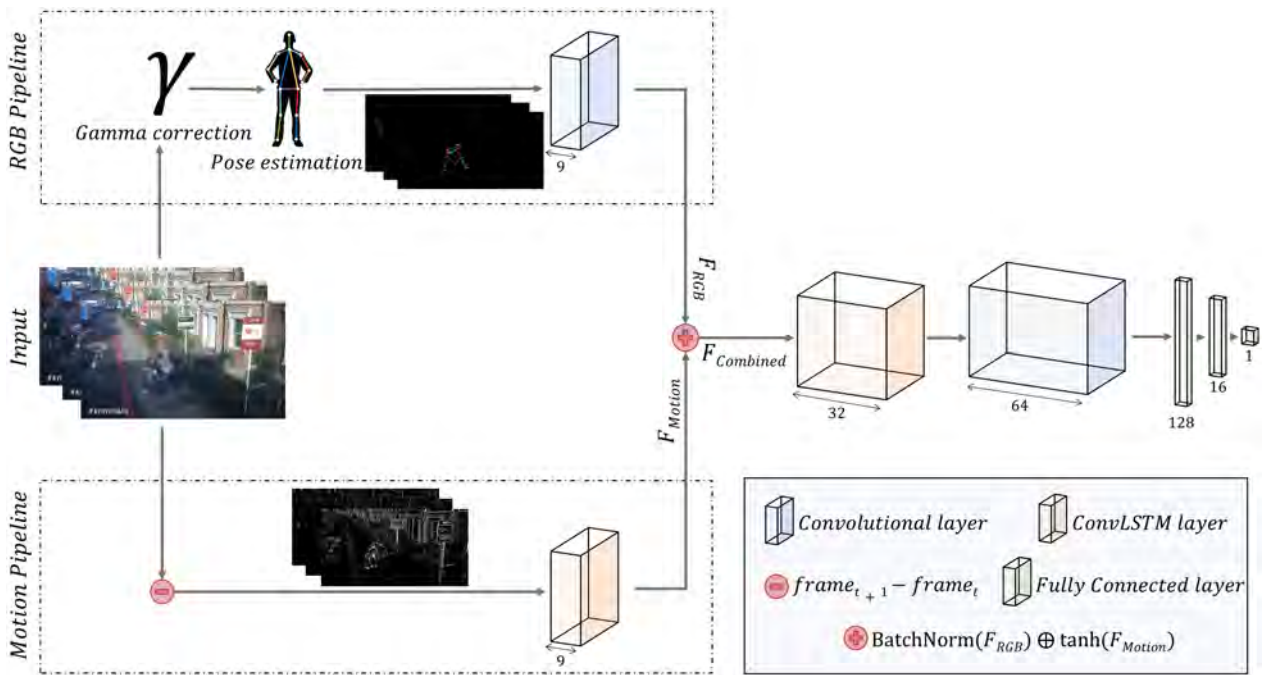 RGB Pipeline
γ
Gamma correction
Pose estimation
9
Input
F_RGB
F_Combined
F_Motion
32
64
128
16
1
Motion Pipeline
9
Convolutional layer
ConvLSTM layer
frame_{t + 1} − frame_t
Fully Connected layer
BatchNorm(F_RGB) ⊕ tanh(F_Motion)